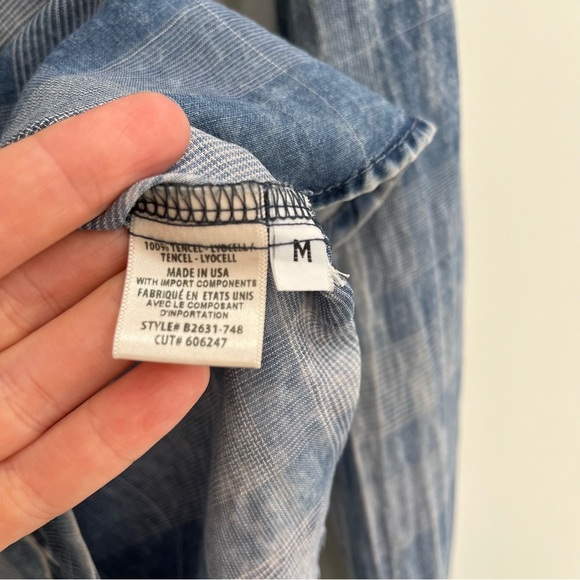 100% TENCEL - LYOCELL /
TENCEL - LYOCELL
MADE IN USA
WITH IMPORT COMPONENTS
FABRIQUÉ EN ETATS UNIS
AVEC LE COMPOSANT
D'INPORTATION
STYLE# B2631-748
CUT# 606247
M